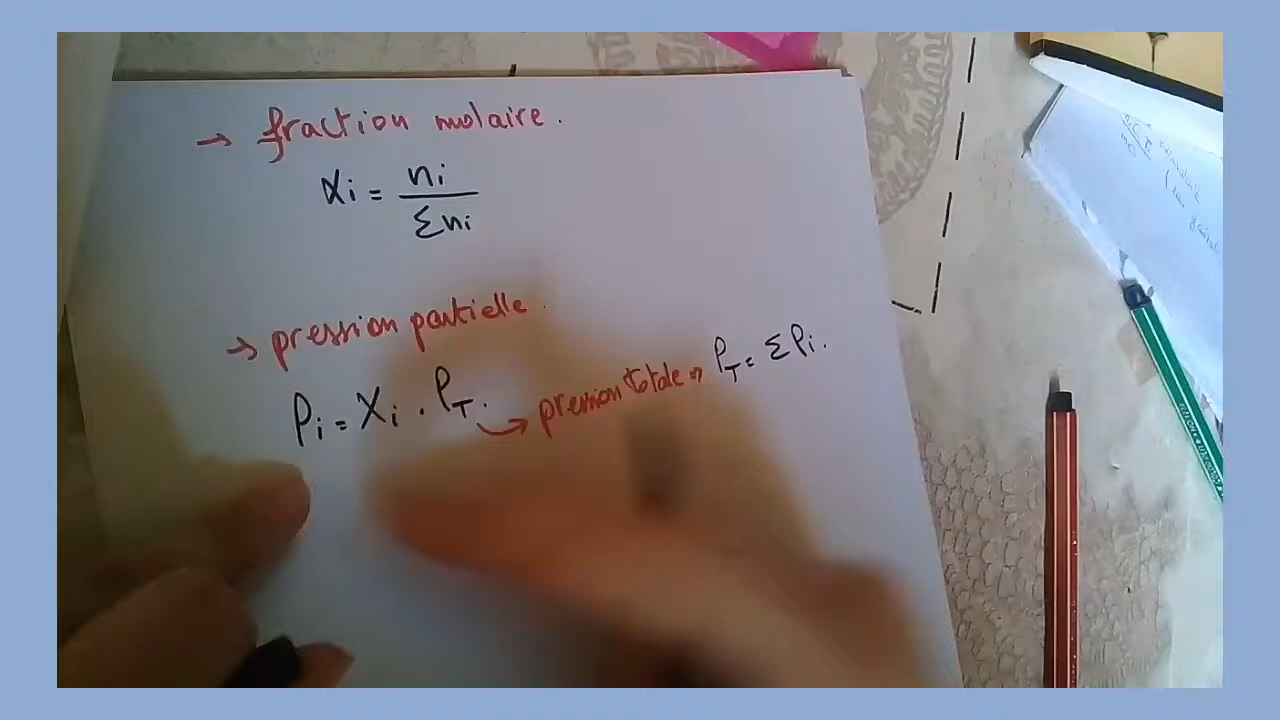 → fraction molaire.
xi = ni / Σni
→ pression partielle.
Pi = Xi . PT. → pression totale ⇒ PT = ΣPi.